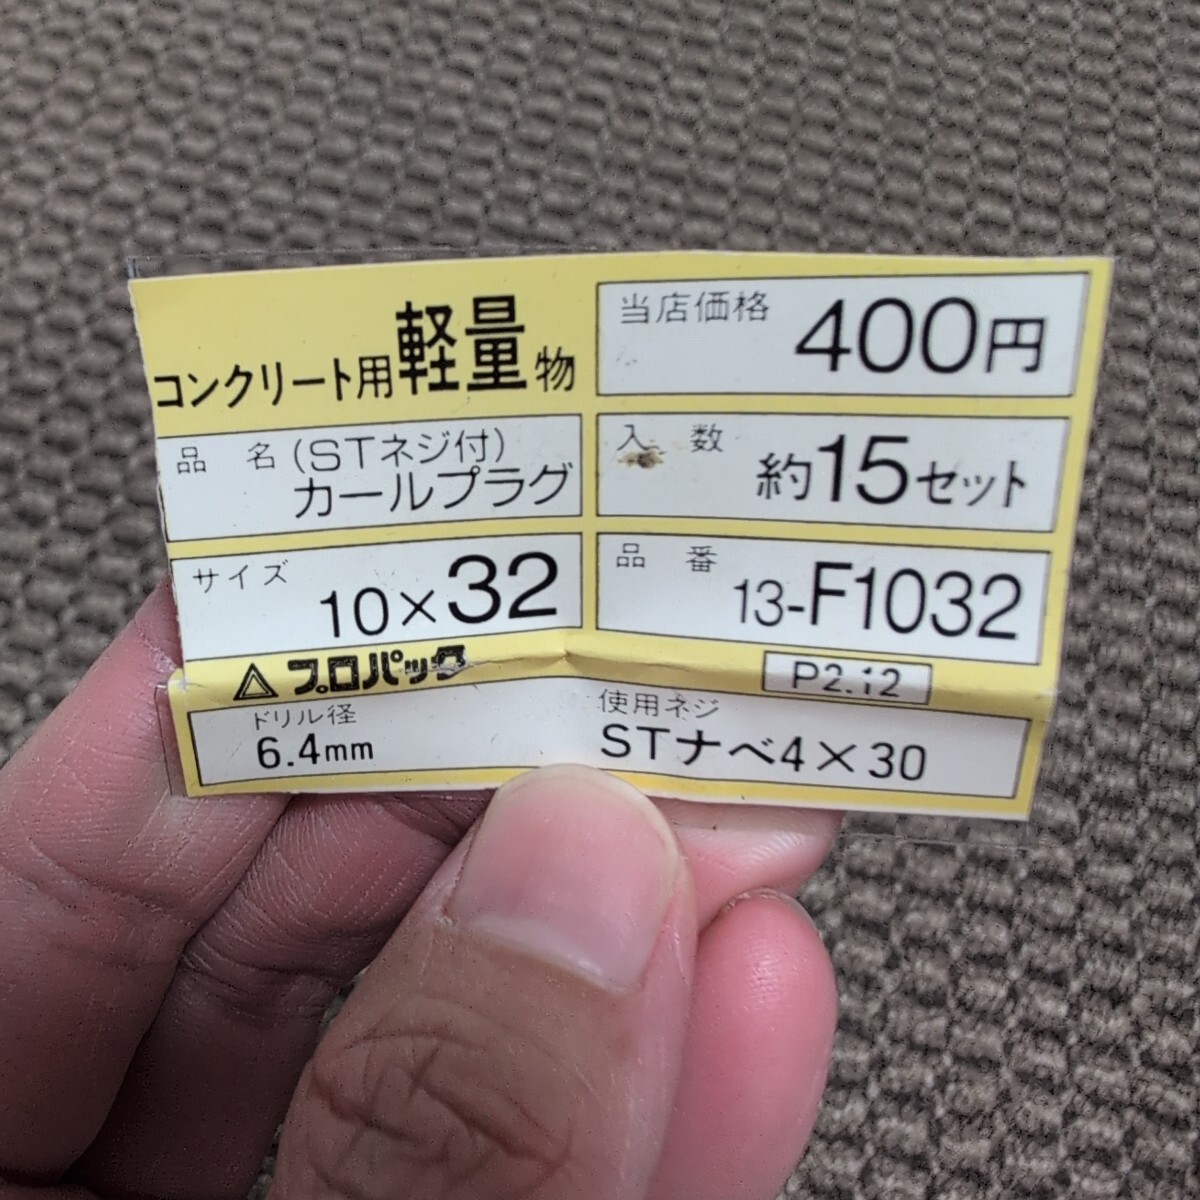 コンクリート用軽量物
当店価格 400円
品名 (STネジ付)
カールプラグ
入数 約15セット
サイズ 10×32
品番 13-F1032
プロパック
P2.12
ドリル径
6.4mm
使用ネジ
STナベ4×30